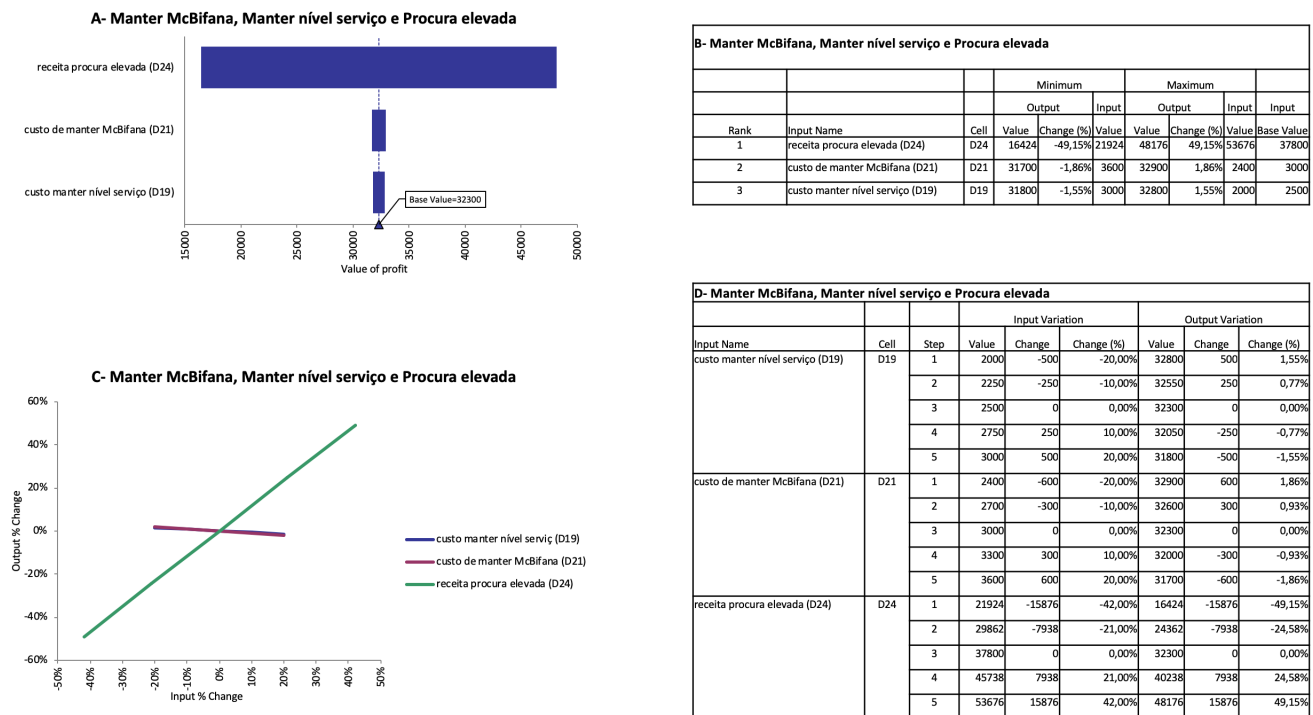 A- Manter McBifana, Manter nível serviço e Procura elevada
receita procura elevada (D24)
custo de manter McBifana (D21)
custo manter nível serviço (D19)
Base Value=32300
15000 20000 25000 30000 35000 40000 45000 50000
Value of profit
B- Manter McBifana, Manter nível serviço e Procura elevada
Minimum Maximum
Output Input Output Input Input
Rank Input Name Cell Value Change (%) Value Value Change (%) Value Base Value
1 receita procura elevada (D24) D24 16424 -49,15% 21924 48176 49,15% 53676 37800
2 custo de manter McBifana (D21) D21 31700 -1,86% 3600 32900 1,86% 2400 3000
3 custo manter nível serviço (D19) D19 31800 -1,55% 3000 32800 1,55% 2000 2500
C- Manter McBifana, Manter nível serviço e Procura elevada
60%
40%
20%
0%
-20%
-40%
-60%
Output % Change
-50% -40% -30% -20% -10% 0% 10% 20% 30% 40% 50%
Input % Change
custo manter nível serviç (D19)
custo de manter McBifana (D21)
receita procura elevada (D24)
D- Manter McBifana, Manter nível serviço e Procura elevada
Input Variation Output Variation
Input Name Cell Step Value Change Change (%) Value Change Change (%)
custo manter nível serviço (D19) D19 1 2000 -500 -20,00% 32800 500 1,55%
2 2250 -250 -10,00% 32550 250 0,77%
3 2500 0 0,00% 32300 0 0,00%
4 2750 250 10,00% 32050 -250 -0,77%
5 3000 500 20,00% 31800 -500 -1,55%
custo de manter McBifana (D21) D21 1 2400 -600 -20,00% 32900 600 1,86%
2 2700 -300 -10,00% 32600 300 0,93%
3 3000 0 0,00% 32300 0 0,00%
4 3300 300 10,00% 32000 -300 -0,93%
5 3600 600 20,00% 31700 -600 -1,86%
receita procura elevada (D24) D24 1 21924 -15876 -42,00% 16424 -15876 -49,15%
2 29862 -7938 -21,00% 24362 -7938 -24,58%
3 37800 0 0,00% 32300 0 0,00%
4 45738 7938 21,00% 40238 7938 24,58%
5 53676 15876 42,00% 48176 15876 49,15%